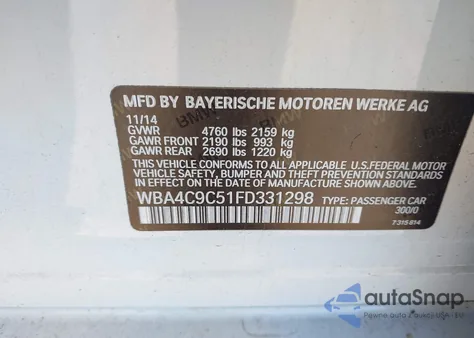 MFD BY BAYERISCHE MOTOREN WERKE AG
11/14
GVWR 4760 lbs 2159 kg
GAWR FRONT 2190 lbs 993 kg
GAWR REAR 2690 lbs 1220 kg
THIS VEHICLE CONFORMS TO ALL APPLICABLE U.S. FEDERAL MOTOR
VEHICLE SAFETY, BUMPER, AND THEFT PREVENTION STANDARDS
IN EFFECT ON THE DATE OF MANUFACTURE SHOWN ABOVE.
WBA4C9C51FD331298 TYPE: PASSENGER CAR
300/0
7315814
autoSnap
Pewne auto z USA